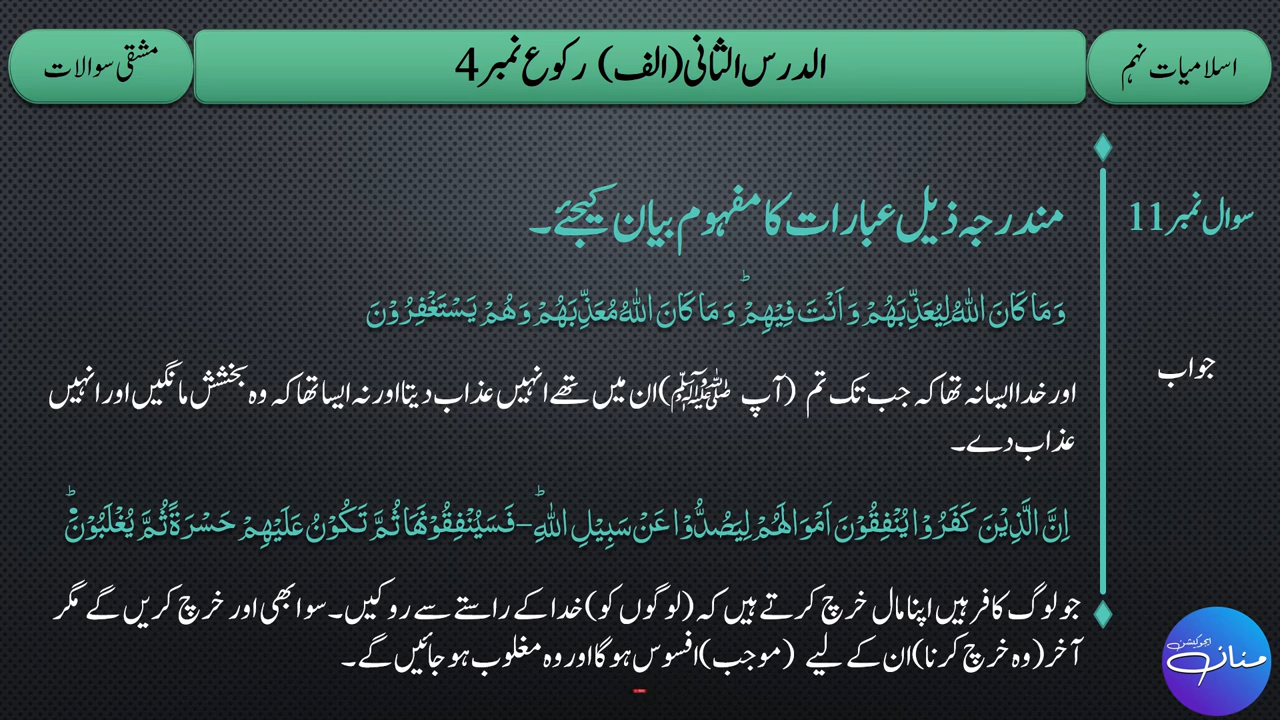 اسلامیات نہم
الدرس الثانی (الف) رکوع نمبر 4
مشقی سوالات
سوال نمبر 11
مندرجہ ذیل عبارات کا مفہوم بیان کیجئے۔
وَمَا كَانَ اللّٰهُ لِيُعَذِّبَهُمْ وَ اَنْتَ فِيْهِمْ ؕ وَ مَا كَانَ اللّٰهُ مُعَذِّبَهُمْ وَ هُمْ يَسْتَغْفِرُوْنَ
جواب
اور خدا ایسا نہ تھا کہ جب تک تم (آپ ﷺ) ان میں تھے انہیں عذاب دیتا اور نہ ایسا تھا کہ وہ بخشش مانگیں اور انہیں
عذاب دے۔
اِنَّ الَّذِيْنَ كَفَرُوْا يُنْفِقُوْنَ اَمْوَالَهُمْ لِيَصُدُّوْا عَنْ سَبِيْلِ اللّٰهِ ؕ–فَسَيُنْفِقُوْنَهَا ثُمَّ تَكُوْنُ عَلَيْهِمْ حَسْرَةً ثُمَّ يُغْلَبُوْنَ ؕ
جو لوگ کافر ہیں اپنا مال خرچ کرتے ہیں کہ (لوگوں کو) خدا کے راستے سے روکیں۔ سو ابھی اور خرچ کریں گے مگر
آخر (وہ خرچ کرنا) ان کے لیے (موجب) افسوس ہو گا اور وہ مغلوب ہو جائیں گے۔
ایجوکیشن